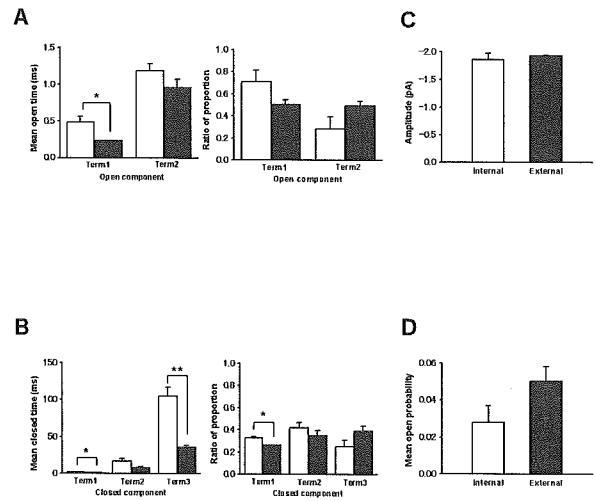 A
Mean open time (ms)
1.5
1.0
0.5
0.0
*
Term1
Term2
Open component
Ratio of proportion
1.0
0.8
0.6
0.4
0.2
0.0
Term1
Term2
Open component
C
Amplitude (pA)
−2.0
−1.5
−1.0
−0.5
0.0
Internal
External
B
Mean closed time (ms)
150
100
50
0
*
**
Term1
Term2
Term3
Closed component
Ratio of proportion
1.0
0.8
0.6
0.4
0.2
0.0
*
Term1
Term2
Term3
Closed component
D
Mean open probability
0.06
0.04
0.02
0.00
Internal
External